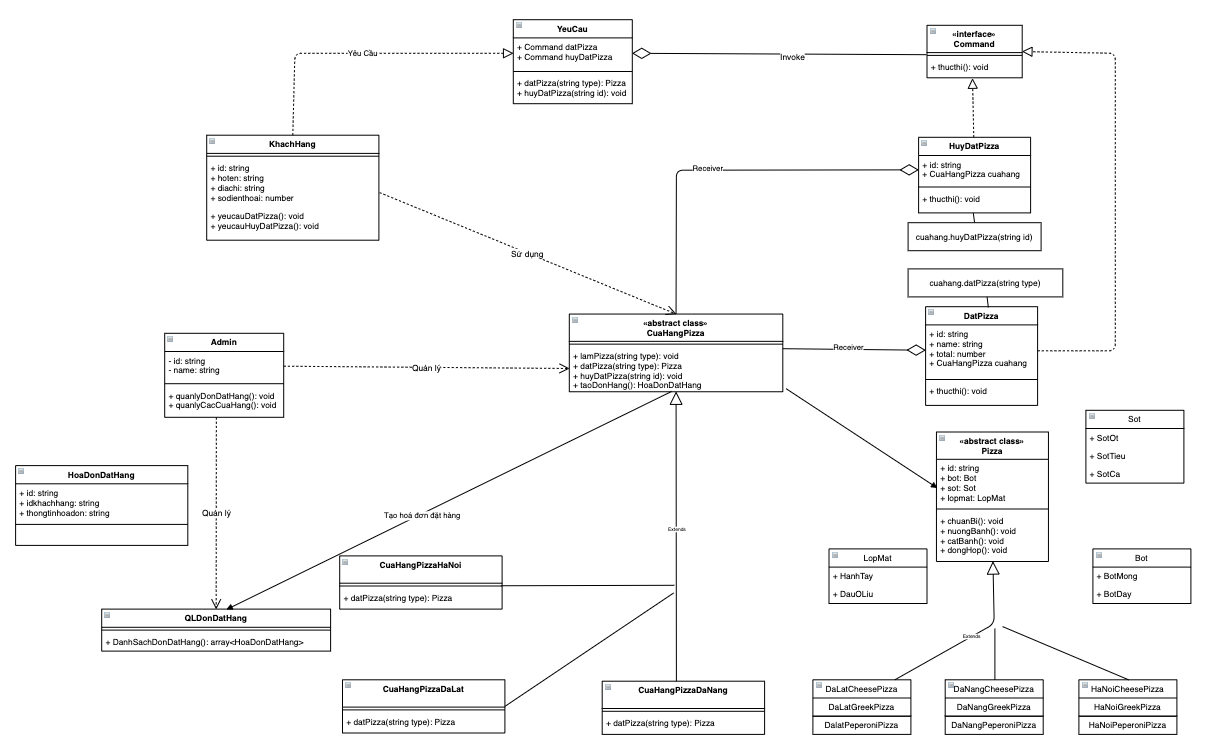 YeuCau
+ Command datPizza
+ Command huyDatPizza
+ datPizza(string type): Pizza
+ huyDatPizza(string id): void
Yêu Cầu
Invoke
«interface»
Command
+ thucthi(): void
KhachHang
+ id: string
+ hoten: string
+ diachi: string
+ sodienthoai: number
+ yeucauDatPizza(): void
+ yeucauHuyDatPizza(): void
Receiver
HuyDatPizza
+ id: string
+ CuaHangPizza cuahang
+ thucthi(): void
cuahang.huyDatPizza(string id)
Sử dụng
cuahang.datPizza(string type)
Admin
- id: string
- name: string
+ quanlyDonDatHang(): void
+ quanlyCacCuaHang(): void
Quản lý
«abstract class»
CuaHangPizza
+ lamPizza(string type): void
+ datPizza(string type): Pizza
+ huyDatPizza(string id): void
+ taoDonHang(): HoaDonDatHang
Receiver
DatPizza
+ id: string
+ name: string
+ total: number
+ CuaHangPizza cuahang
+ thucthi(): void
Sot
+ SotOt
+ SotTieu
+ SotCa
«abstract class»
Pizza
+ id: string
+ bot: Bot
+ sot: Sot
+ lopmat: LopMat
+ chuanBi(): void
+ nuongBanh(): void
+ catBanh(): void
+ dongHop(): void
HoaDonDatHang
+ id: string
+ idkhachhang: string
+ thongtinhoadon: string
Quản lý
Tạo hoá đơn đặt hàng
Extends
LopMat
+ HanhTay
+ DauOLiu
Bot
+ BotMong
+ BotDay
CuaHangPizzaHaNoi
+ datPizza(string type): Pizza
QLDonDatHang
+ DanhSachDonDatHang(): array<HoaDonDatHang>
Extends
CuaHangPizzaDaLat
+ datPizza(string type): Pizza
CuaHangPizzaDaNang
+ datPizza(string type): Pizza
DaLatCheesePizza
DaLatGreekPizza
DalatPeperoniPizza
DaNangCheesePizza
DaNangGreekPizza
DaNangPeperoniPizza
HaNoiCheesePizza
HaNoiGreekPizza
HaNoiPeperoniPizza